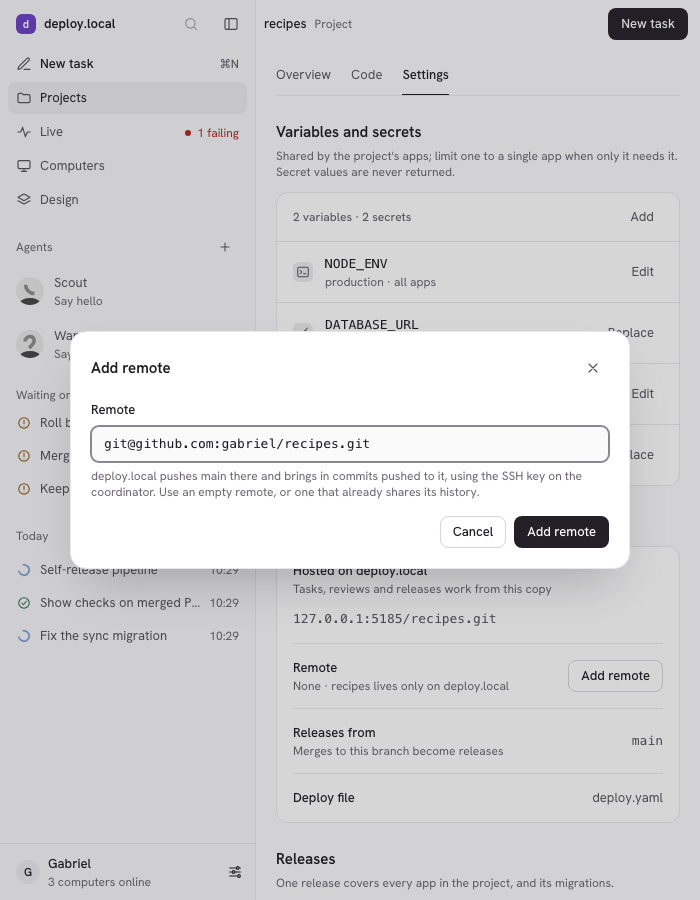 d deploy.local
New task ⌘N
Projects
Live 1 failing
Computers
Design
Agents
Scout
Say hello
Say
Waiting
Roll
Keep
Today
Self-release pipeline 10:29
Show checks on merged P... 10:29
Fix the sync migration 10:29
G
Gabriel
3 computers online
recipes Project
New task
Overview Code Settings
Variables and secrets
Shared by the project's apps; limit one to a single app when only it needs it.
Secret values are never returned.
2 variables · 2 secrets Add
NODE_ENV
production · all apps
Edit
DATABASE_URL
Edit
Add remote
Remote
git@github.com:gabriel/recipes.git
deploy.local pushes main there and brings in commits pushed to it, using the SSH key on the
coordinator. Use an empty remote, or one that already shares its history.
Cancel Add remote
Hosted on deploy.local
Tasks, reviews and releases work from this copy
127.0.0.1:5185/recipes.git
Remote
None · recipes lives only on deploy.local
Add remote
Releases from
Merges to this branch become releases
main
Deploy file deploy.yaml
Releases
One release covers every app in the project, and its migrations.